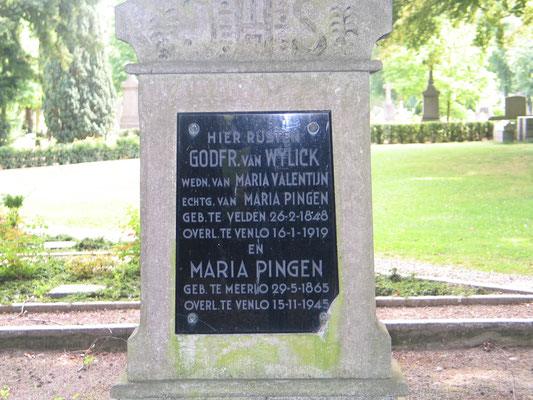 IHS
HIER RUSTEN
GODFR. VAN WYLICK
WEDN. VAN MARIA VALENTIJN
ECHTG. VAN MARIA PINGEN
GEB. TE VELDEN 26-2-1848
OVERL. TE VENLO 16-1-1919
EN
MARIA PINGEN
GEB. TE MEERLO 29-5-1865
OVERL. TE VENLO 15-11-1945